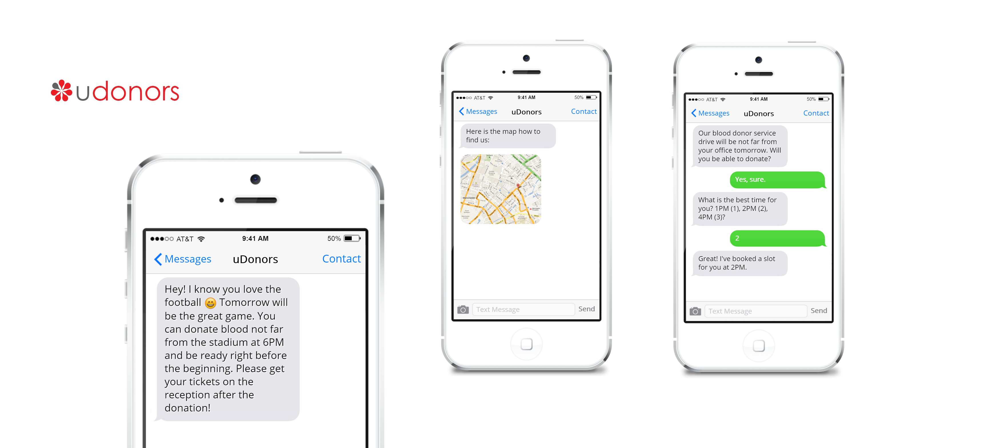 udonors
AT&T 9:41 AM 50%
Messages uDonors Contact
Hey! I know you love the
football 😄 Tomorrow will
be the great game. You
can donate blood not far
from the stadium at 6PM
and be ready right before
the beginning. Please get
your tickets on the
reception after the
donation!
AT&T 9:41 AM 50%
Messages uDonors Contact
Here is the map how to
find us:
Manchester
Text Message Send
AT&T 9:41 AM 50%
Messages uDonors Contact
Our blood donor service
drive will be not far from
your office tomorrow. Will
you be able to donate?
Yes, sure.
What is the best time for
you? 1PM (1), 2PM (2),
4PM (3)?
2
Great! I've booked a slot
for you at 2PM.
Text Message Send